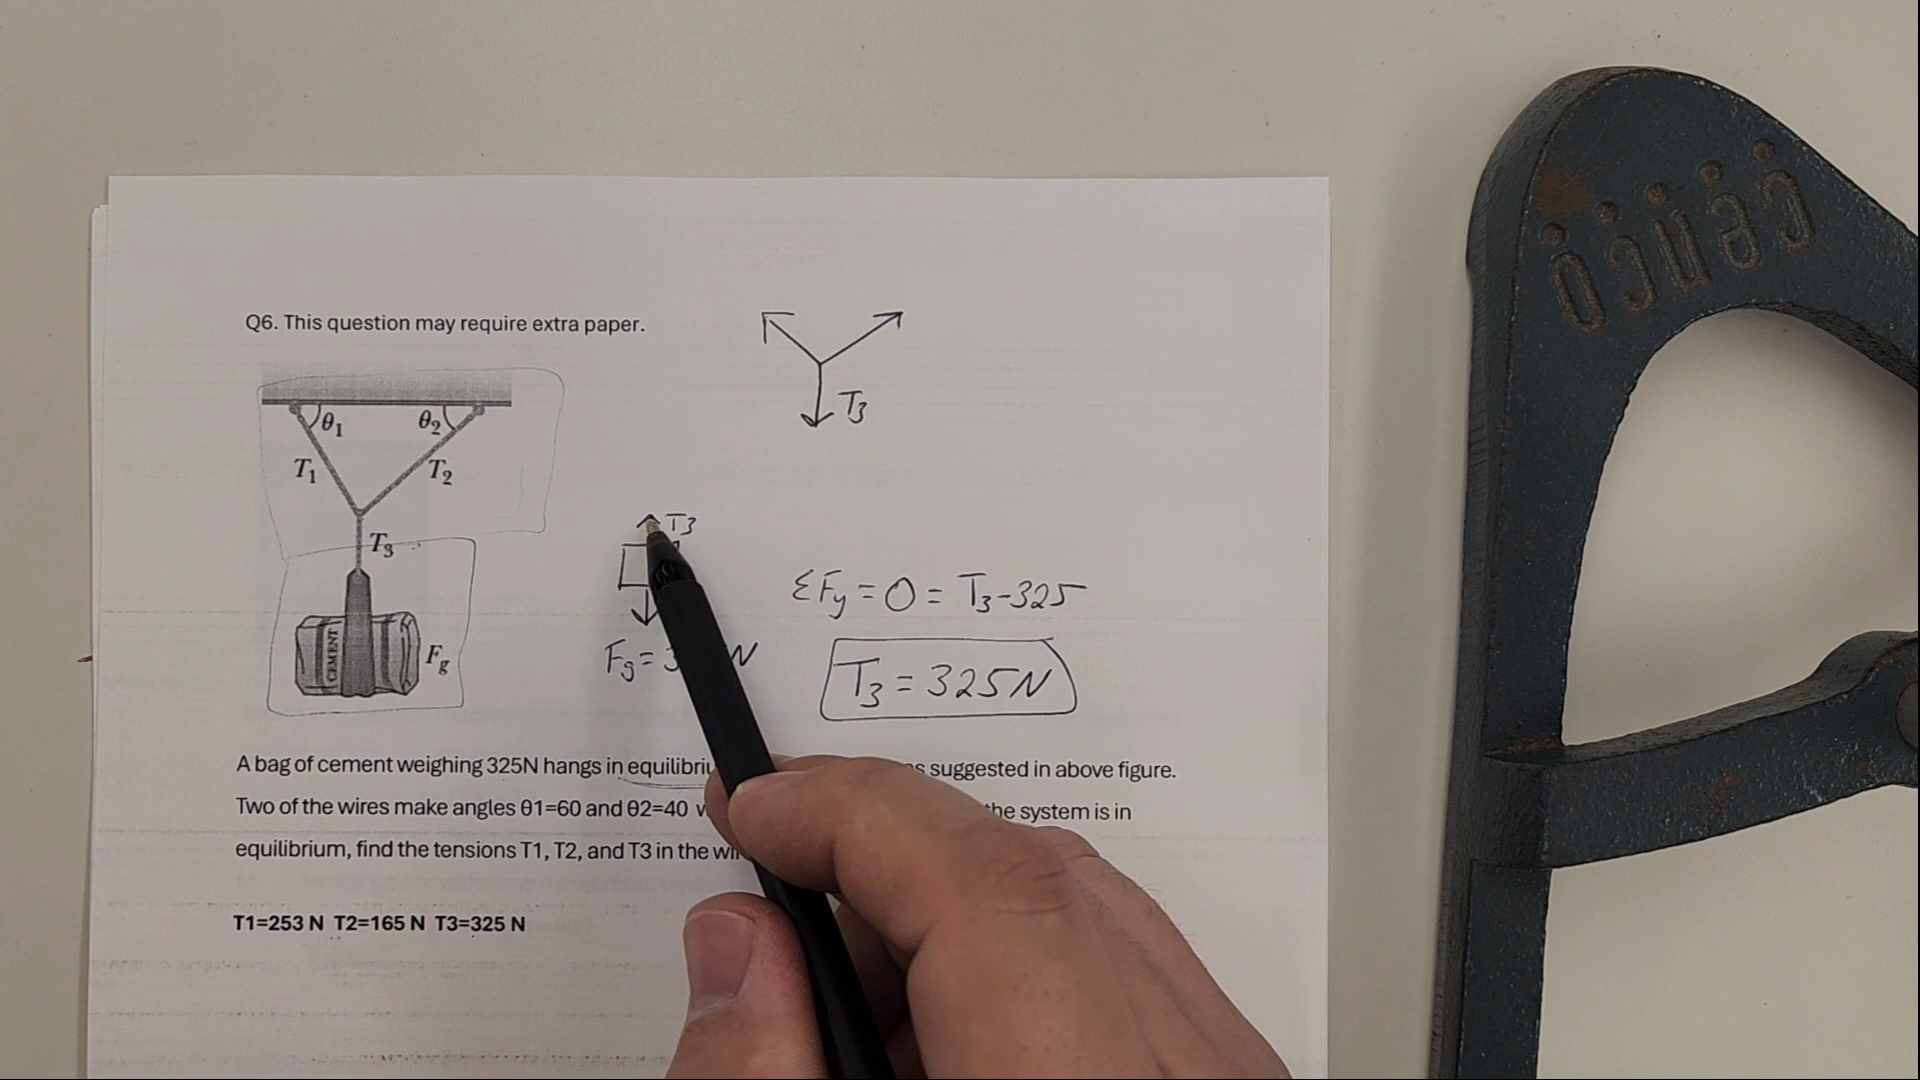 Q6. This question may require extra paper.
θ1
θ2
T1
T2
T3
T3
T3
CEMENT
Fg
ΣFy = 0 = T3-325
Fg= N
T3 = 325N
A bag of cement weighing 325N hangs in suggested in above figure.
Two of the wires make angles θ1=60 and θ2=40 the system is in
equilibrium, find the tensions T1, T2, and T3 in the
T1=253 N T2=165 N T3=325 N